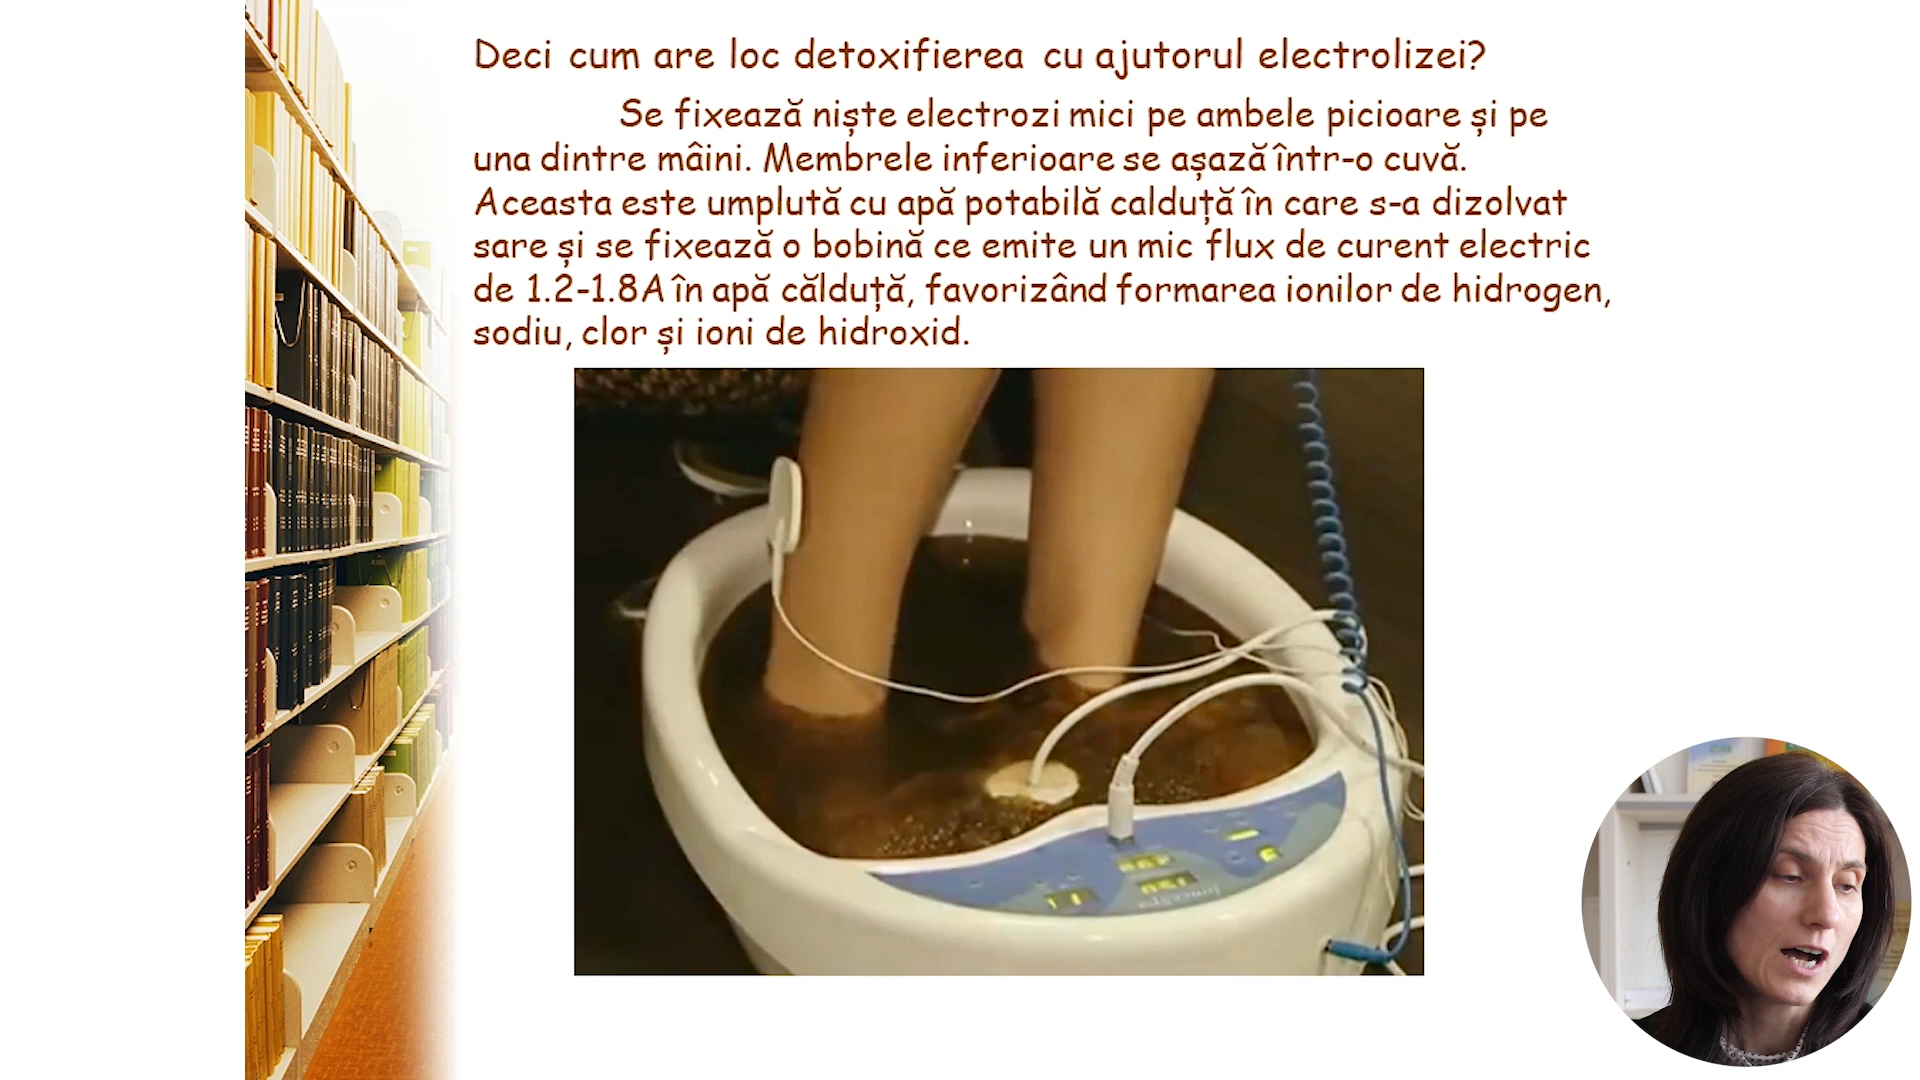 Deci cum are loc detoxifierea cu ajutorul electrolizei?
Se fixează niște electrozi mici pe ambele picioare și pe
una dintre mâini. Membrele inferioare se așază într-o cuvă.
Aceasta este umplută cu apă potabilă calduță în care s-a dizolvat
sare și se fixează o bobină ce emite un mic flux de curent electric
de 1.2-1.8A în apă călduță, favorizând formarea ionilor de hidrogen,
sodiu, clor și ioni de hidroxid.